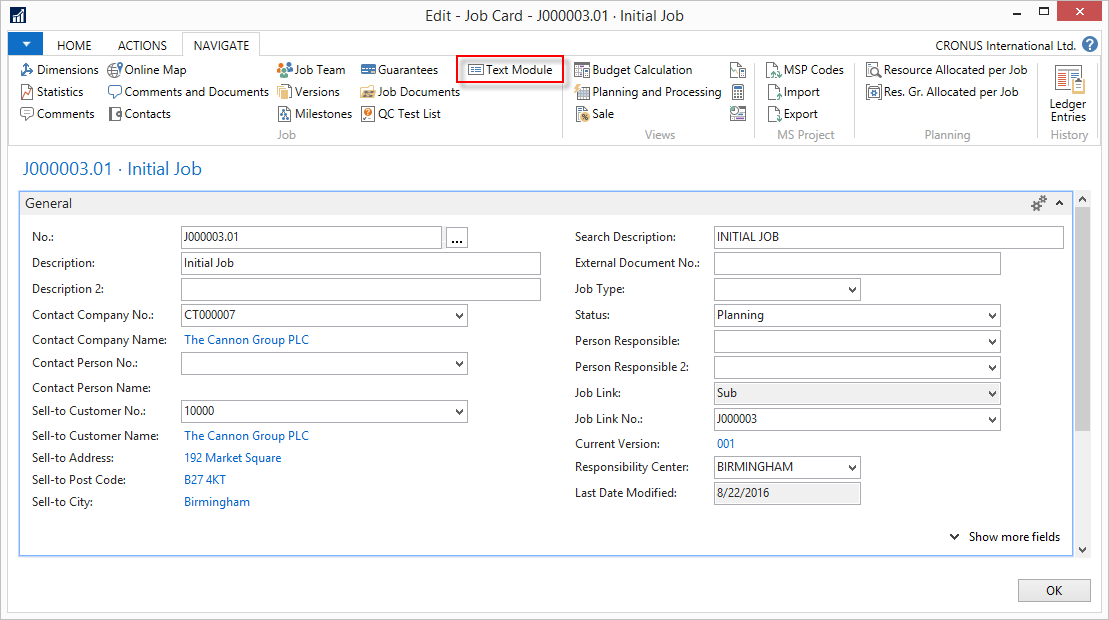 Edit - Job Card - J000003.01 · Initial Job
HOME ACTIONS NAVIGATE CRONUS International Ltd. ?
Dimensions Online Map Job Team Guarantees Text Module Budget Calculation MSP Codes Resource Allocated per Job
Statistics Comments and Documents Versions Job Documents Planning and Processing Import Res. Gr. Allocated per Job
Comments Contacts Milestones QC Test List Sale Export Ledger Entries
Job Views MS Project Planning History
J000003.01 · Initial Job
General
No.: J000003.01 ... Search Description: INITIAL JOB
Description: Initial Job External Document No.:
Description 2: Job Type:
Contact Company No.: CT000007 Status: Planning
Contact Company Name: The Cannon Group PLC Person Responsible:
Contact Person No.: Person Responsible 2:
Contact Person Name: Job Link: Sub
Sell-to Customer No.: 10000 Job Link No.: J000003
Sell-to Customer Name: The Cannon Group PLC Current Version: 001
Sell-to Address: 192 Market Square Responsibility Center: BIRMINGHAM
Sell-to Post Code: B27 4KT Last Date Modified: 8/22/2016
Sell-to City: Birmingham
Show more fields
OK